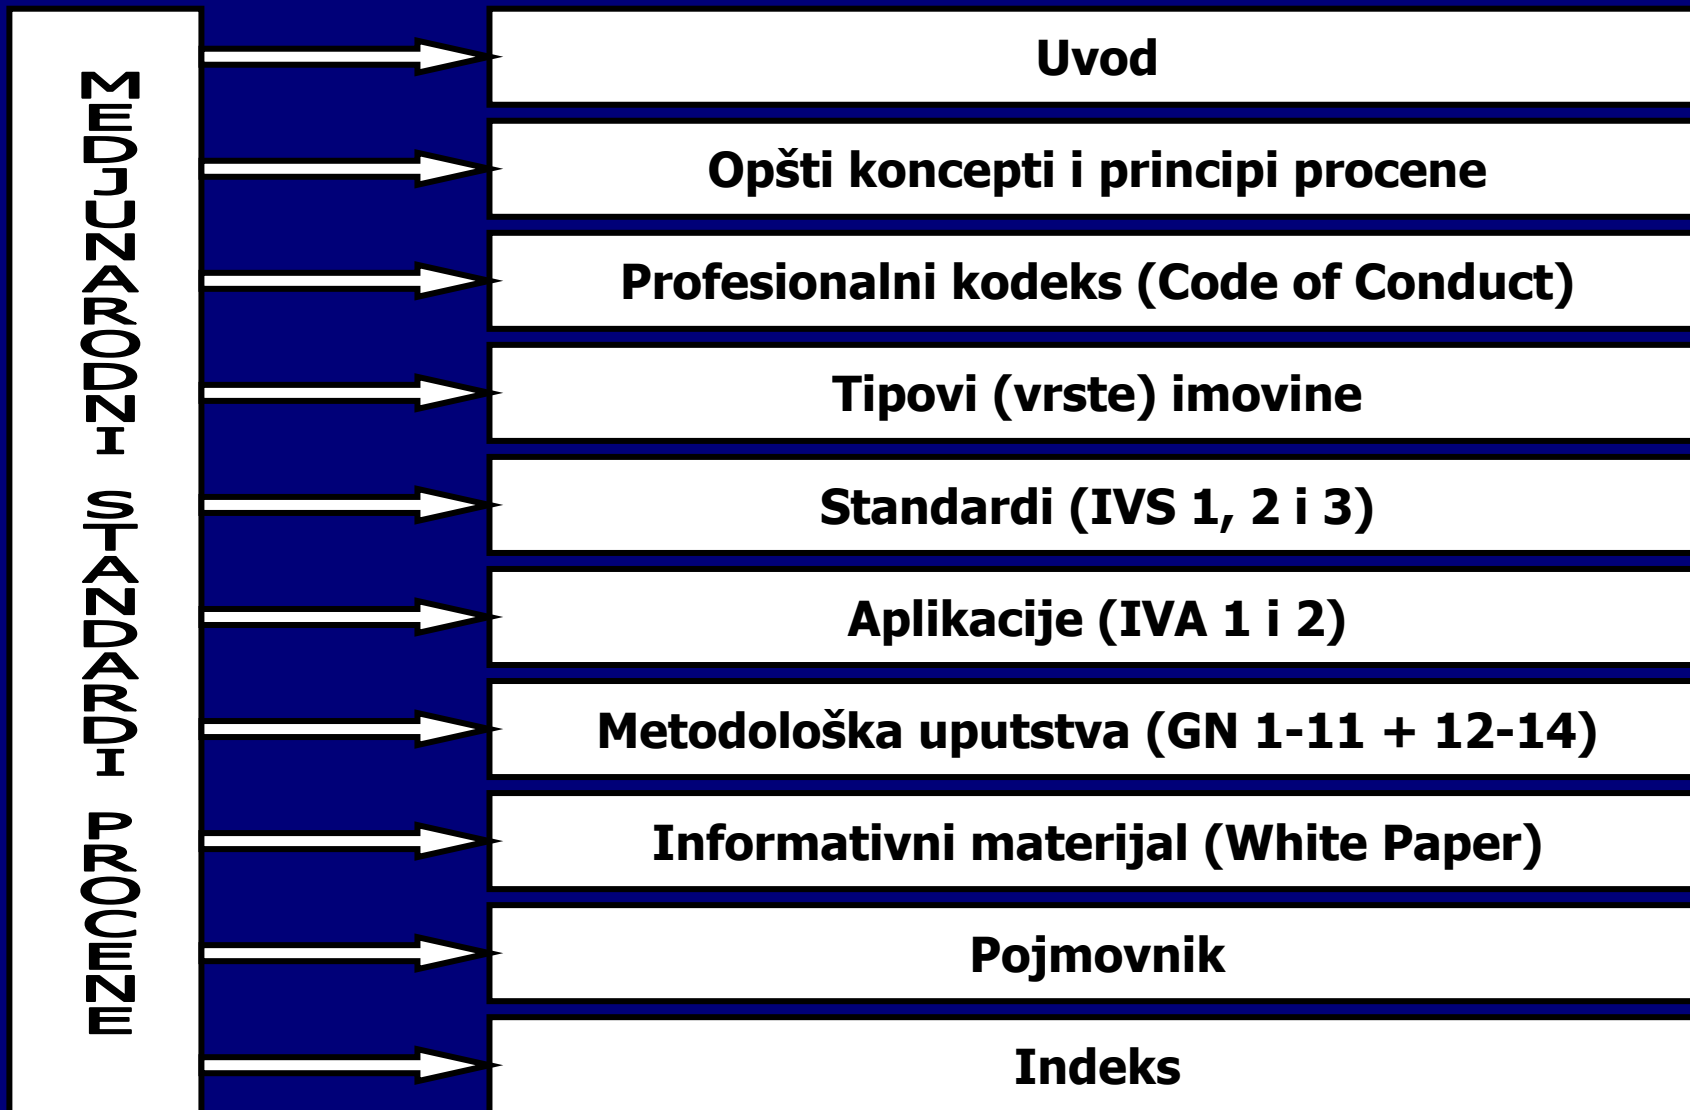 MEDJUNARODNI STANDARDI PROCENE
Uvod
Opšti koncepti i principi procene
Profesionalni kodeks (Code of Conduct)
Tipovi (vrste) imovine
Standardi (IVS 1, 2 i 3)
Aplikacije (IVA 1 i 2)
Metodološka uputstva (GN 1-11 + 12-14)
Informativni materijal (White Paper)
Pojmovnik
Indeks